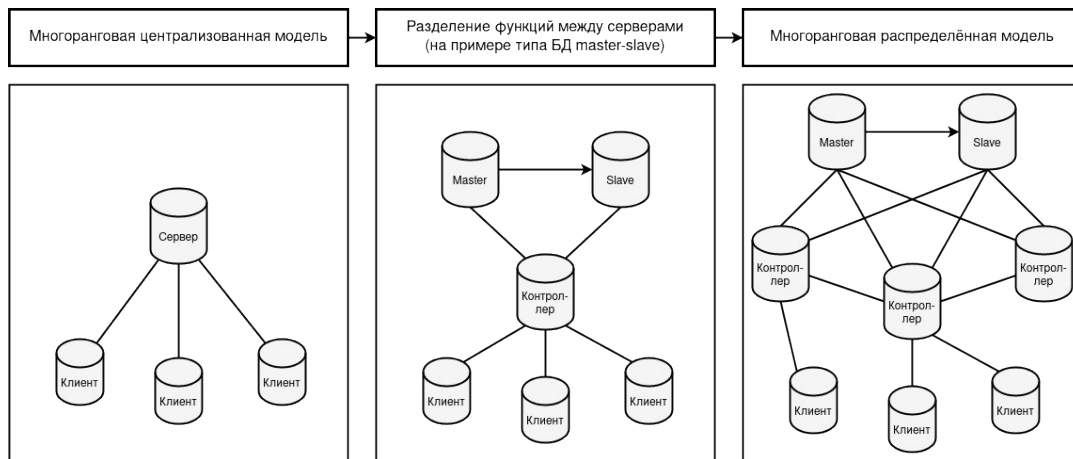 Многоранговая централизованная модель
Разделение функций между серверами
(на примере типа БД master-slave)
Многоранговая распределённая модель
Сервер
Клиент
Клиент
Клиент
Master
Slave
Контрол-
лер
Клиент
Клиент
Клиент
Master
Slave
Контрол-
лер
Контрол-
лер
Контрол-
лер
Клиент
Клиент
Клиент